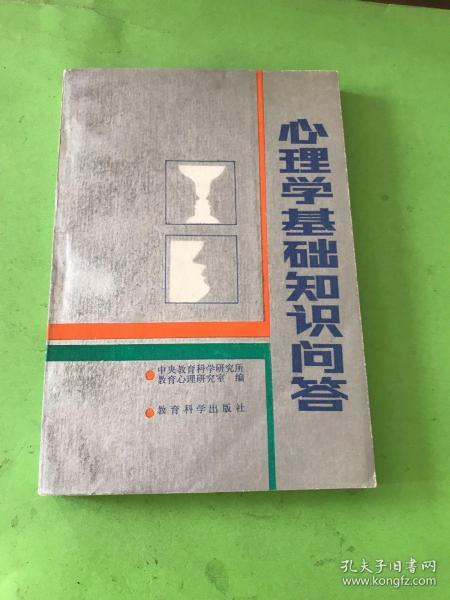 心理学基础知识问答
中央教育科学研究所
教育心理研究室 编
教育科学出版社
孔夫子旧书网
www.kongfz.com